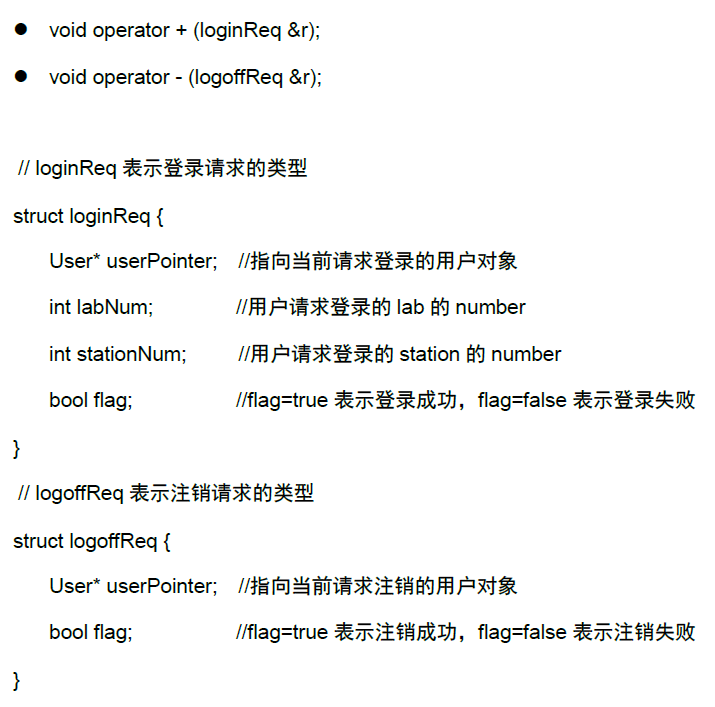 ● void operator + (loginReq &r);
● void operator - (logoffReq &r);
// loginReq 表示登录请求的类型
struct loginReq {
User* userPointer; //指向当前请求登录的用户对象
int labNum; //用户请求登录的 lab 的 number
int stationNum; //用户请求登录的 station 的 number
bool flag; //flag=true 表示登录成功，flag=false 表示登录失败
}
// logoffReq 表示注销请求的类型
struct logoffReq {
User* userPointer; //指向当前请求注销的用户对象
bool flag; //flag=true 表示注销成功，flag=false 表示注销失败
}